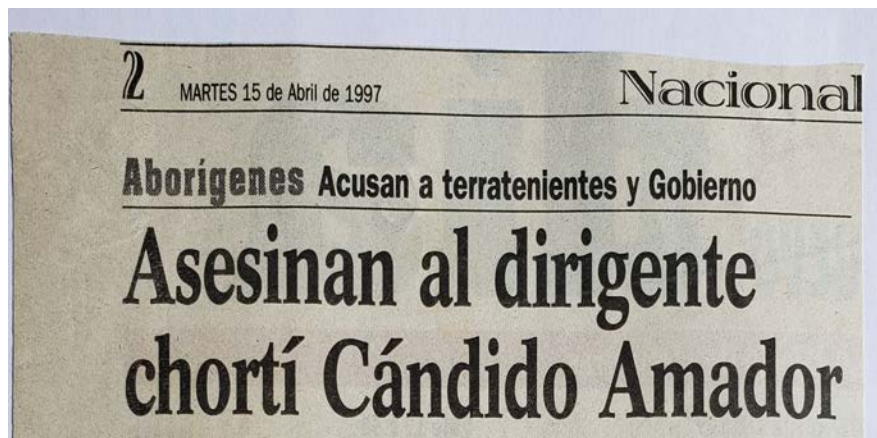 2 MARTES 15 de Abril de 1997 Nacional
Aborígenes Acusan a terratenientes y Gobierno
Asesinan al dirigente
chortí Cándido Amador